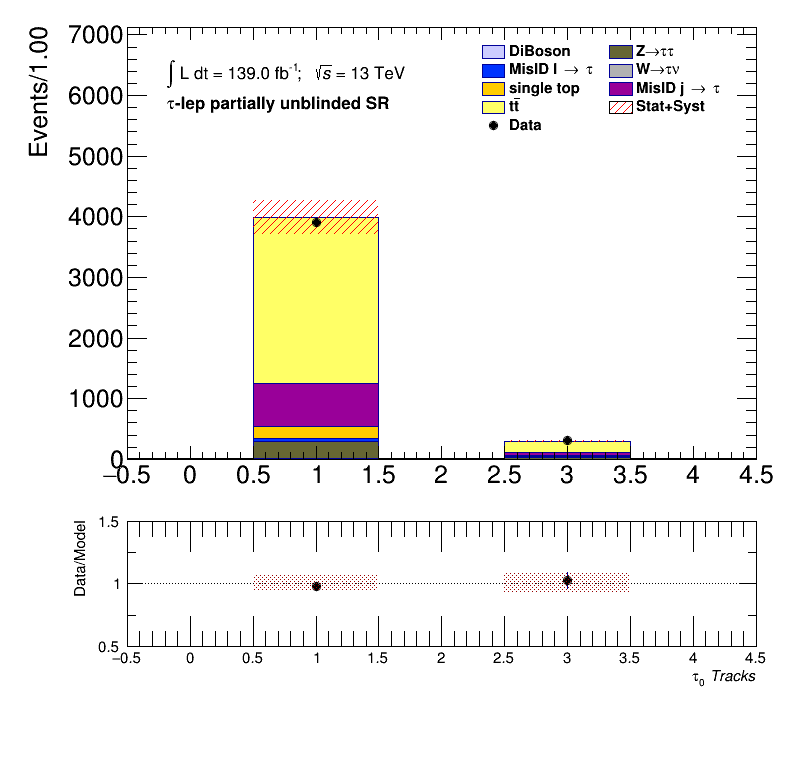 Events/1.00
7000
6000
5000
4000
3000
2000
1000
0
∫ L dt = 139.0 fb⁻¹; √s = 13 TeV
τ-lep partially unblinded SR
DiBoson
MisID l → τ
single top
tt̄
Data
Z→ττ
W→τν
MisID j → τ
Stat+Syst
−0.5 0 0.5 1 1.5 2 2.5 3 3.5 4 4.5
Data/Model
1.5
1
0.5
−0.5 0 0.5 1 1.5 2 2.5 3 3.5 4 4.5
τ₀ Tracks